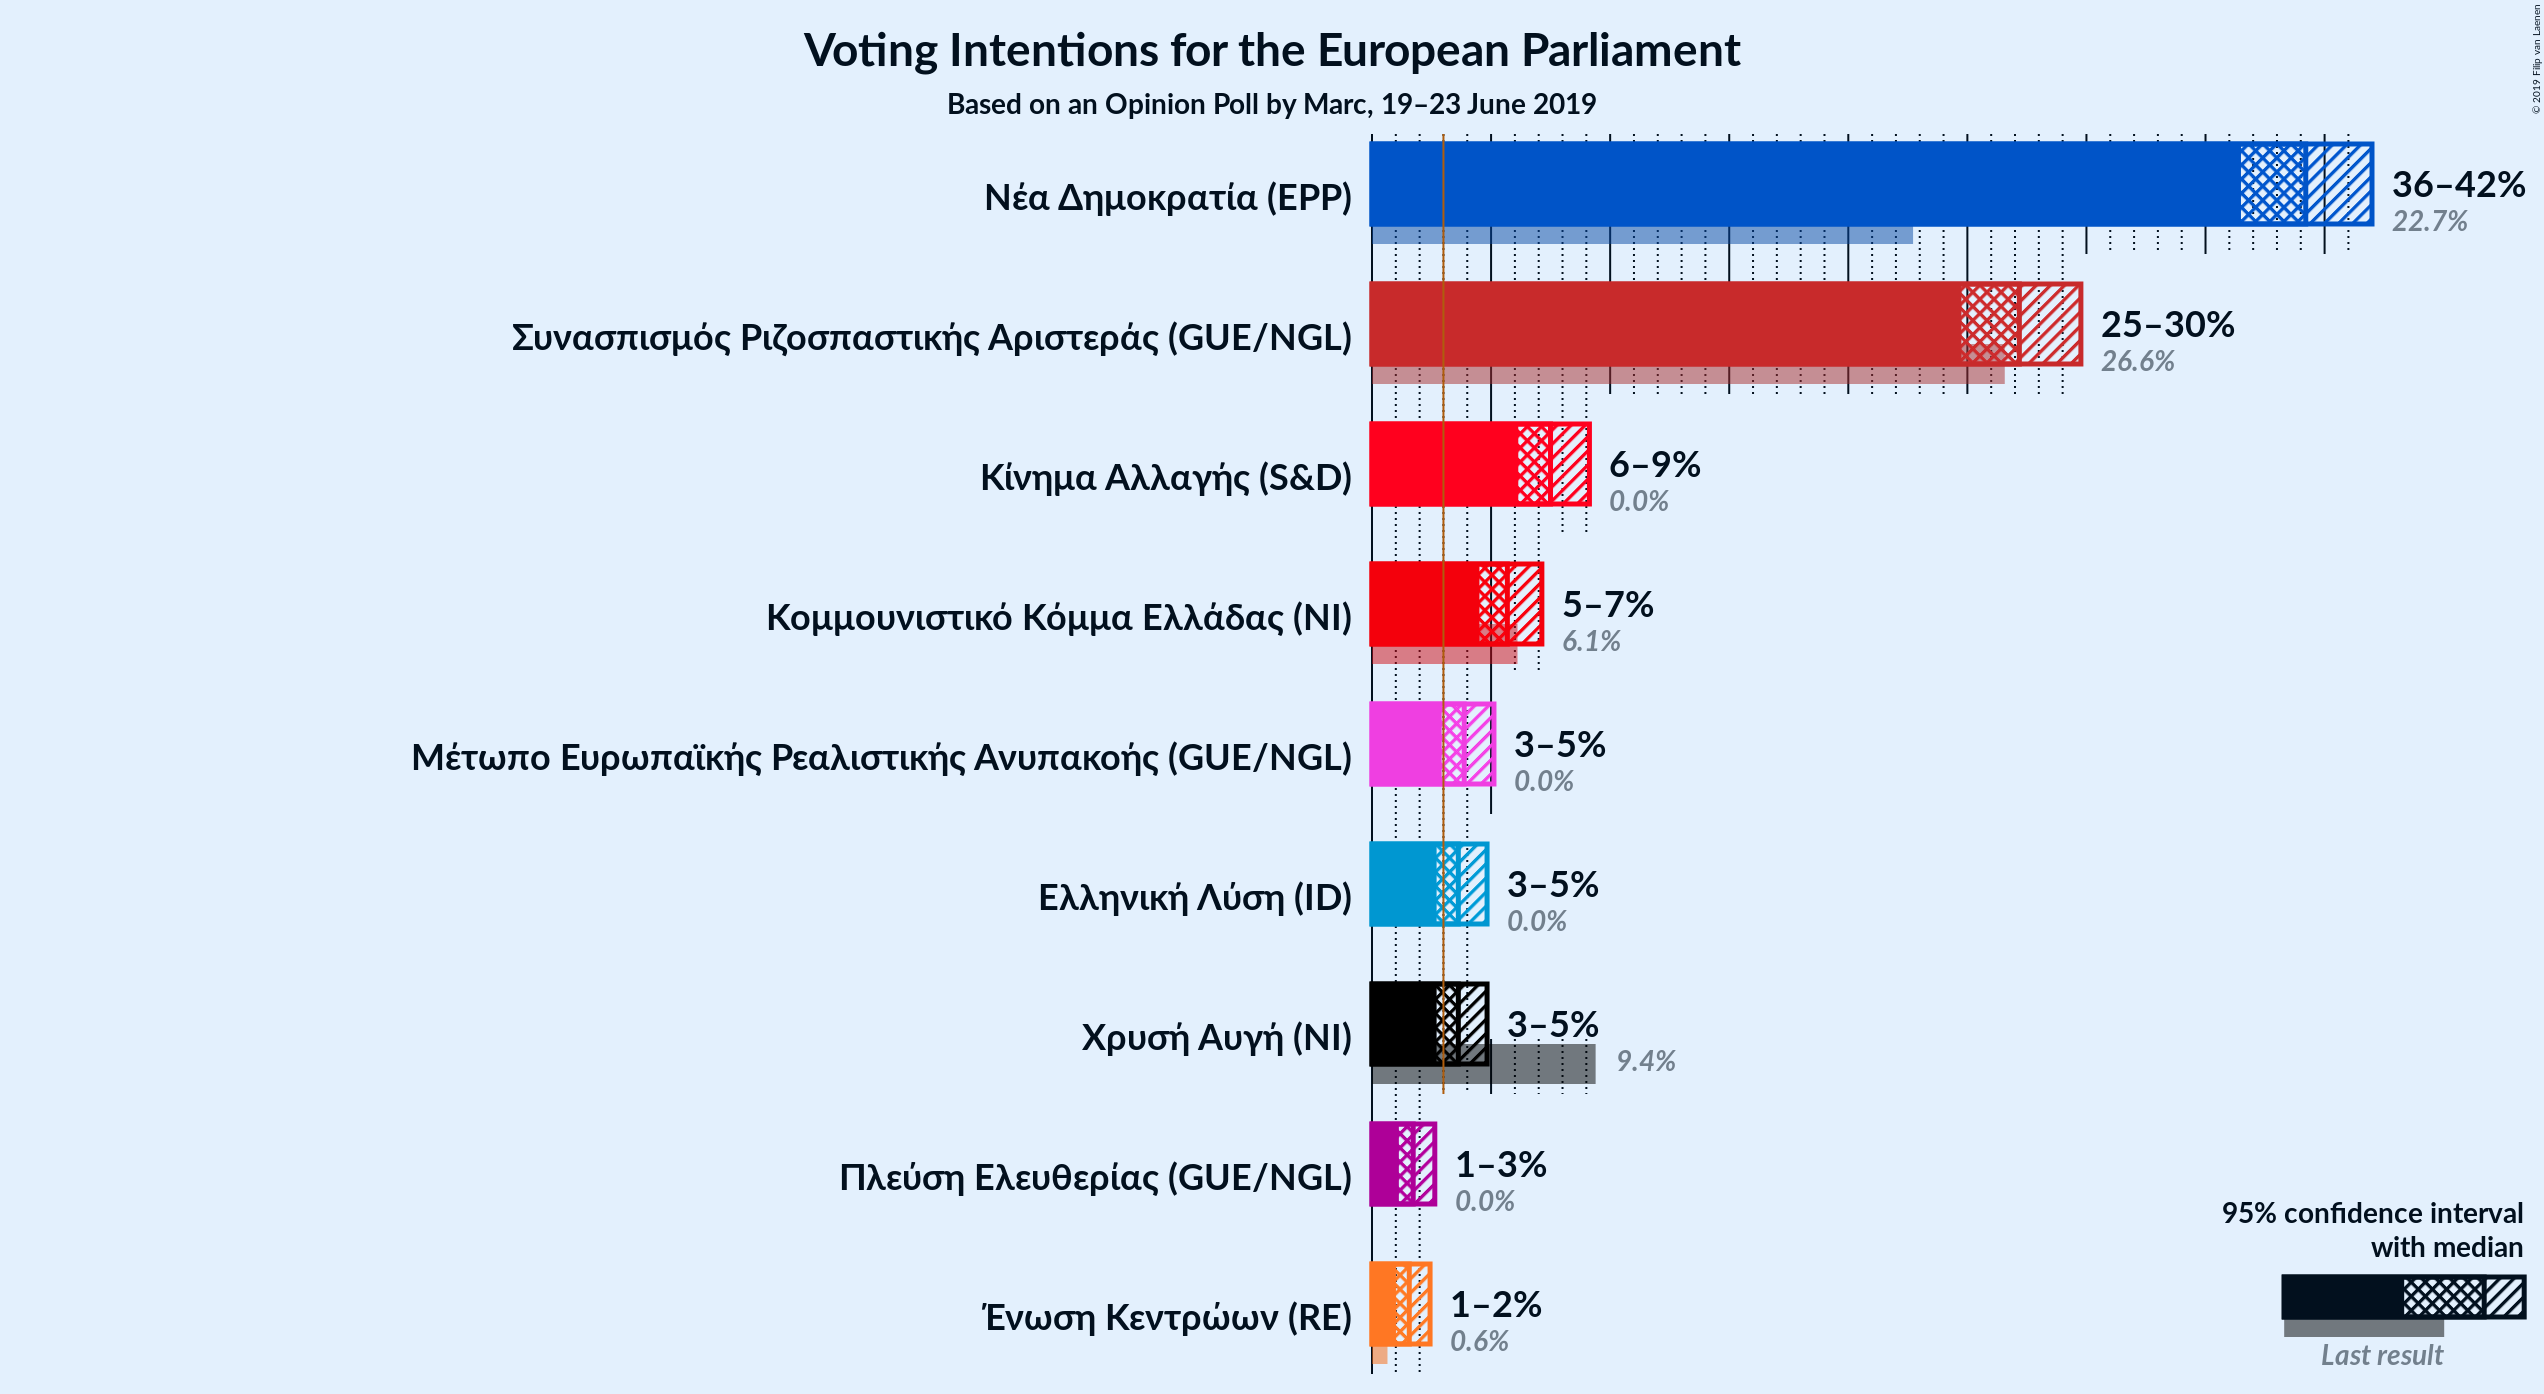 Voting Intentions for the European Parliament
Based on an Opinion Poll by Marc, 19–23 June 2019
© 2019 Filip van Laenen
Νέα Δημοκρατία (EPP)
36–42%
22.7%
Συνασπισμός Ριζοσπαστικής Αριστεράς (GUE/NGL)
25–30%
26.6%
Κίνημα Αλλαγής (S&D)
6–9%
0.0%
Κομμουνιστικό Κόμμα Ελλάδας (NI)
5–7%
6.1%
Μέτωπο Ευρωπαϊκής Ρεαλιστικής Ανυπακοής (GUE/NGL)
3–5%
0.0%
Ελληνική Λύση (ID)
3–5%
0.0%
Χρυσή Αυγή (NI)
3–5%
9.4%
Πλεύση Ελευθερίας (GUE/NGL)
1–3%
0.0%
Ένωση Κεντρώων (RE)
1–2%
0.6%
95% confidence interval
with median
Last result